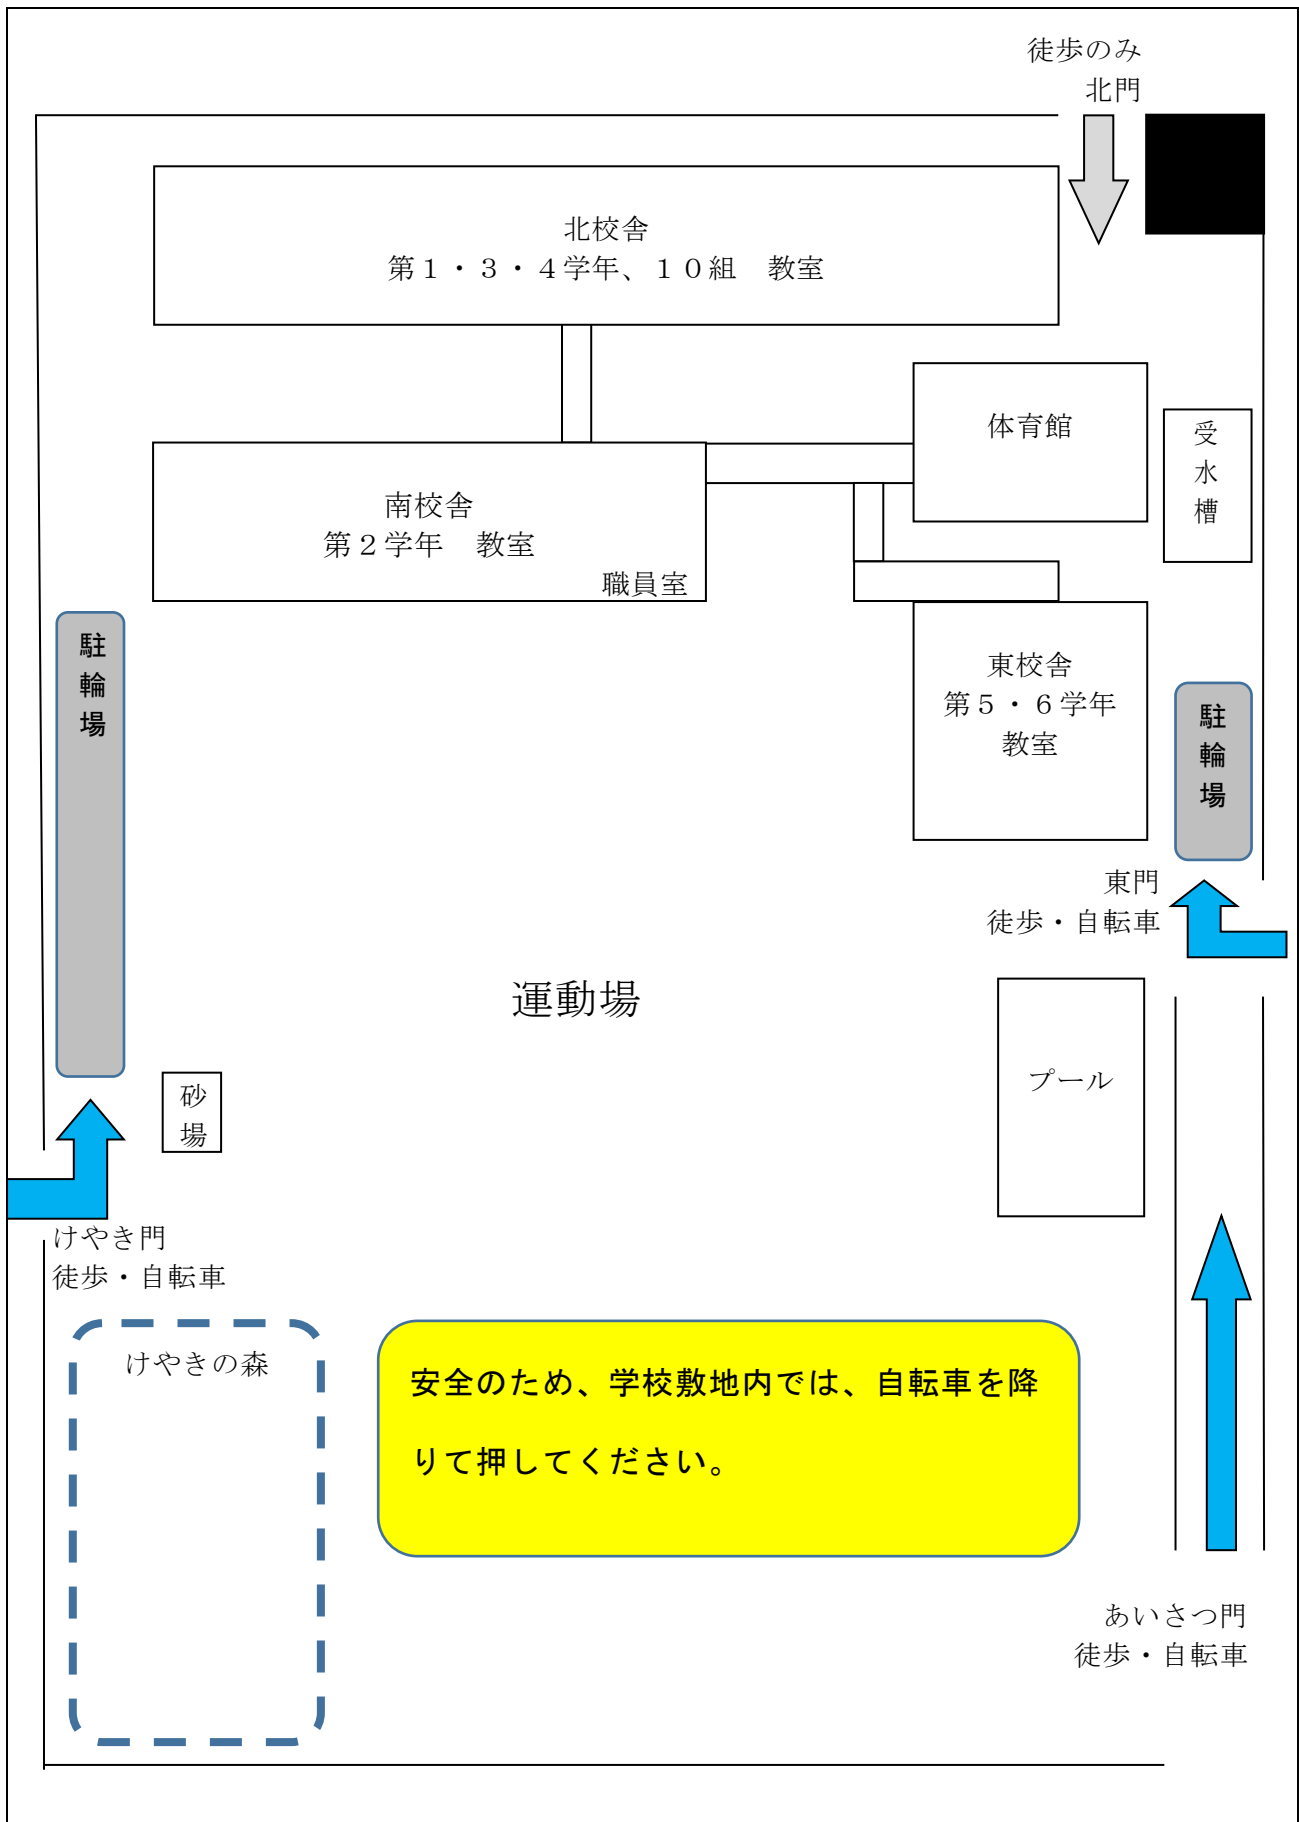 徒歩のみ
北門
北校舎
第１・３・４学年、１０組　教室
体育館
受水槽
南校舎
第２学年　教室
職員室
駐輪場
東校舎
第５・６学年
教室
駐輪場
東門
徒歩・自転車
運動場
プール
砂場
けやき門
徒歩・自転車
けやきの森
安全のため、学校敷地内では、自転車を降
りて押してください。
あいさつ門
徒歩・自転車